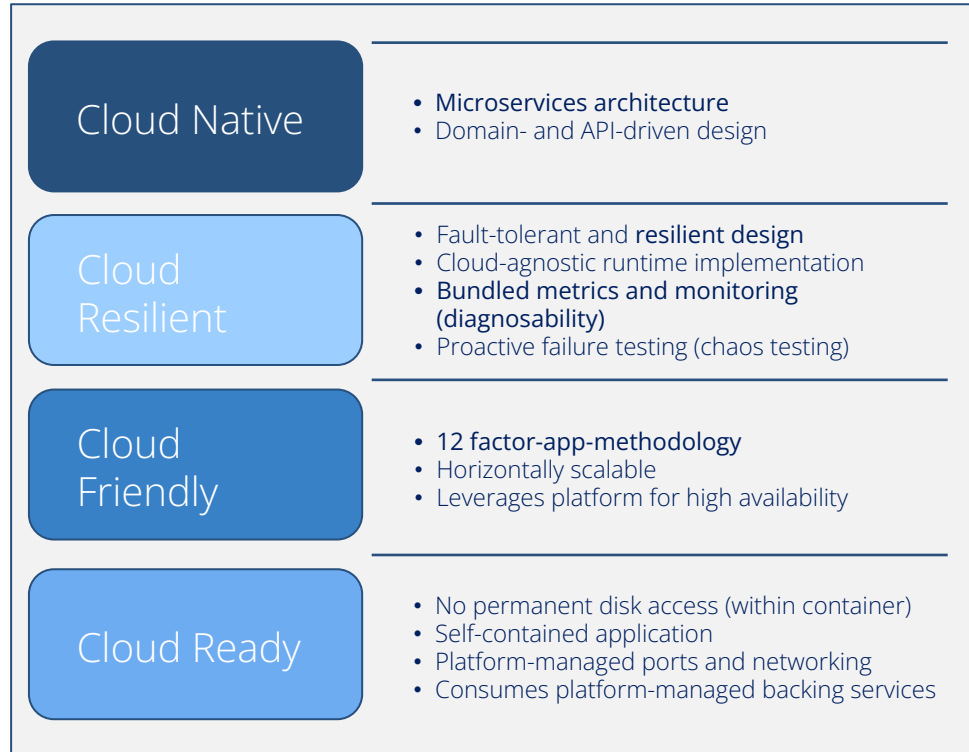 Cloud Native
• Microservices architecture
• Domain- and API-driven design
Cloud
Resilient
• Fault-tolerant and resilient design
• Cloud-agnostic runtime implementation
• Bundled metrics and monitoring
(diagnosability)
• Proactive failure testing (chaos testing)
Cloud
Friendly
• 12 factor-app-methodology
• Horizontally scalable
• Leverages platform for high availability
Cloud Ready
• No permanent disk access (within container)
• Self-contained application
• Platform-managed ports and networking
• Consumes platform-managed backing services